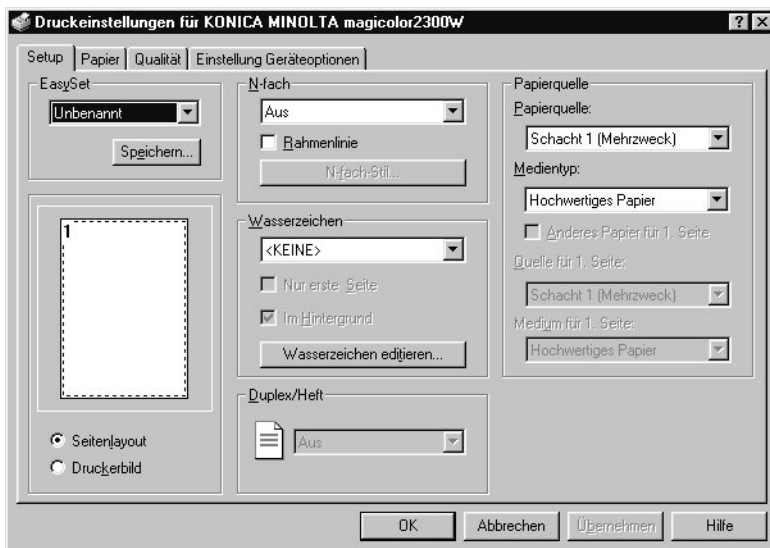 Druckeinstellungen für KONICA MINOLTA magicolor2300W
Setup
Papier
Qualität
Einstellung Geräteoptionen
EasySet
Unbenannt
Speichern...
1
Seitenlayout
Druckerbild
N-fach
Aus
Rahmenlinie
N-fach-Stil...
Wasserzeichen
<KEINE>
Nur erste Seite
Im Hintergrund
Wasserzeichen editieren...
Duplex/Heft
Aus
Papierquelle
Papierquelle:
Schacht 1 (Mehrzweck)
Medientyp:
Hochwertiges Papier
Anderes Papier für 1. Seite
Quelle für 1. Seite:
Schacht 1 (Mehrzweck)
Medium für 1. Seite:
Hochwertiges Papier
OK
Abbrechen
Übernehmen
Hilfe